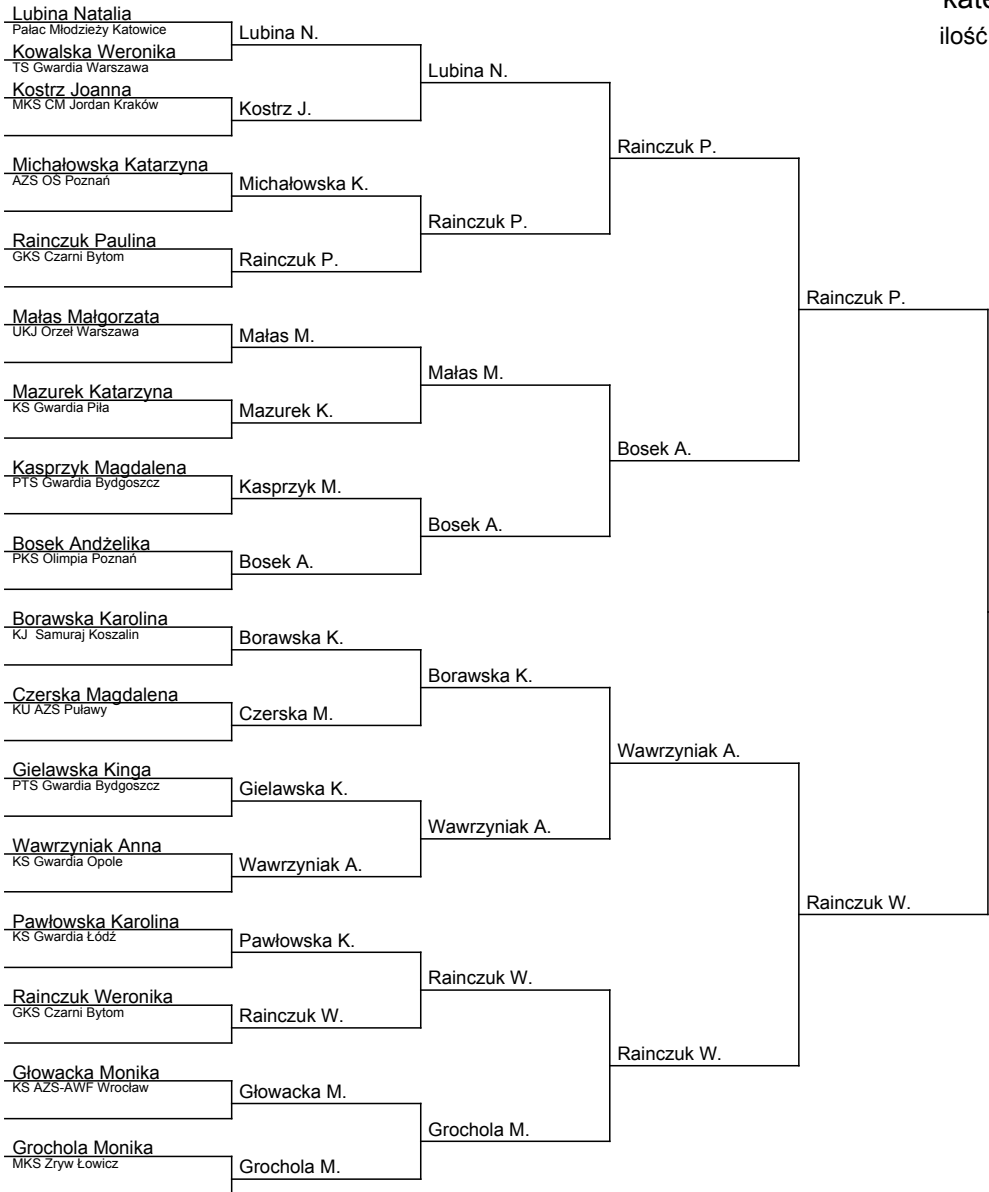 Lubina Natalia
Pałac Młodzieży Katowice
Kowalska Weronika
TS Gwardia Warszawa
Kostrz Joanna
MKS CM Jordan Kraków
Michałowska Katarzyna
AZS OŚ Poznań
Rainczuk Paulina
GKS Czarni Bytom
Małas Małgorzata
UKJ Orzeł Warszawa
Mazurek Katarzyna
KS Gwardia Piła
Kasprzyk Magdalena
PTS Gwardia Bydgoszcz
Bosek Andżelika
PKS Olimpia Poznań
Borawska Karolina
KJ Samuraj Koszalin
Czerska Magdalena
KU AZS Puławy
Gielawska Kinga
PTS Gwardia Bydgoszcz
Wawrzyniak Anna
KS Gwardia Opole
Pawłowska Karolina
KS Gwardia Łódź
Rainczuk Weronika
GKS Czarni Bytom
Głowacka Monika
KS AZS-AWF Wrocław
Grochola Monika
MKS Zryw Łowicz
Lubina N.
Kostrz J.
Michałowska K.
Rainczuk P.
Małas M.
Mazurek K.
Kasprzyk M.
Bosek A.
Borawska K.
Czerska M.
Gielawska K.
Wawrzyniak A.
Pawłowska K.
Rainczuk W.
Głowacka M.
Grochola M.
Lubina N.
Rainczuk P.
Małas M.
Bosek A.
Borawska K.
Wawrzyniak A.
Rainczuk W.
Grochola M.
Rainczuk P.
Bosek A.
Wawrzyniak A.
Rainczuk W.
Rainczuk P.
Rainczuk W.
ilość